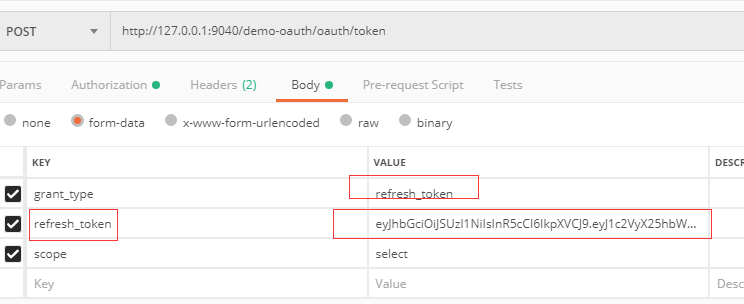 POST http://127.0.0.1:9040/demo-oauth/oauth/token
Params Authorization Headers (2) Body Pre-request Script Tests
none form-data x-www-form-urlencoded raw binary
KEY VALUE DESCR
grant_type refresh_token
refresh_token eyJhbGciOiJSUzI1NiIsInR5cCI6IkpXVCJ9.eyJ1c2VyX25hbW...
scope select
Key Value Desc